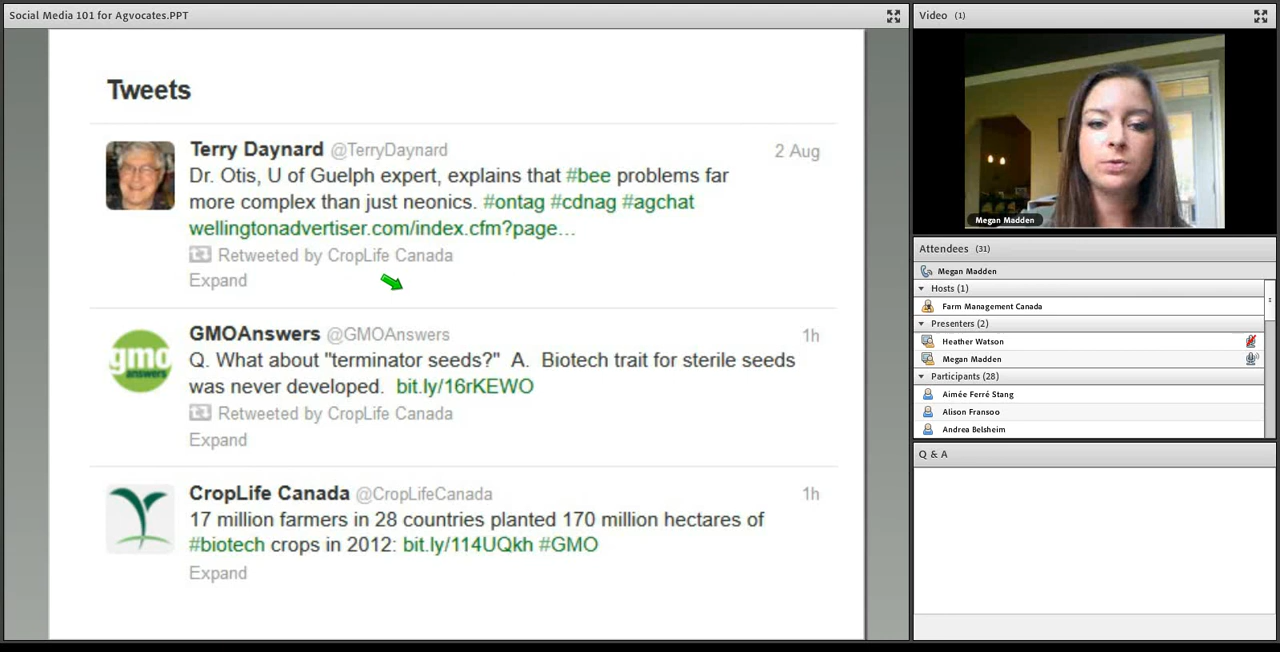 Social Media 101 for Agvocates.PPT
Tweets
Terry Daynard @TerryDaynard
2 Aug
Dr. Otis, U of Guelph expert, explains that #bee problems far
more complex than just neonics. #ontag #cdnag #agchat
wellingtonadvertiser.com/index.cfm?page...
Retweeted by CropLife Canada
Expand
gmo
answers
GMOAnswers @GMOAnswers
1h
Q. What about "terminator seeds?" A. Biotech trait for sterile seeds
was never developed. bit.ly/16rKEWO
Retweeted by CropLife Canada
Expand
CropLife Canada @CropLifeCanada
1h
17 million farmers in 28 countries planted 170 million hectares of
#biotech crops in 2012: bit.ly/114UQkh #GMO
Expand
Video (1)
Megan Madden
Attendees (31)
Megan Madden
Hosts (1)
Farm Management Canada
Presenters (2)
Heather Watson
Megan Madden
Participants (28)
Aimée Ferré Stang
Alison Fransoo
Andrea Belsheim
Q & A